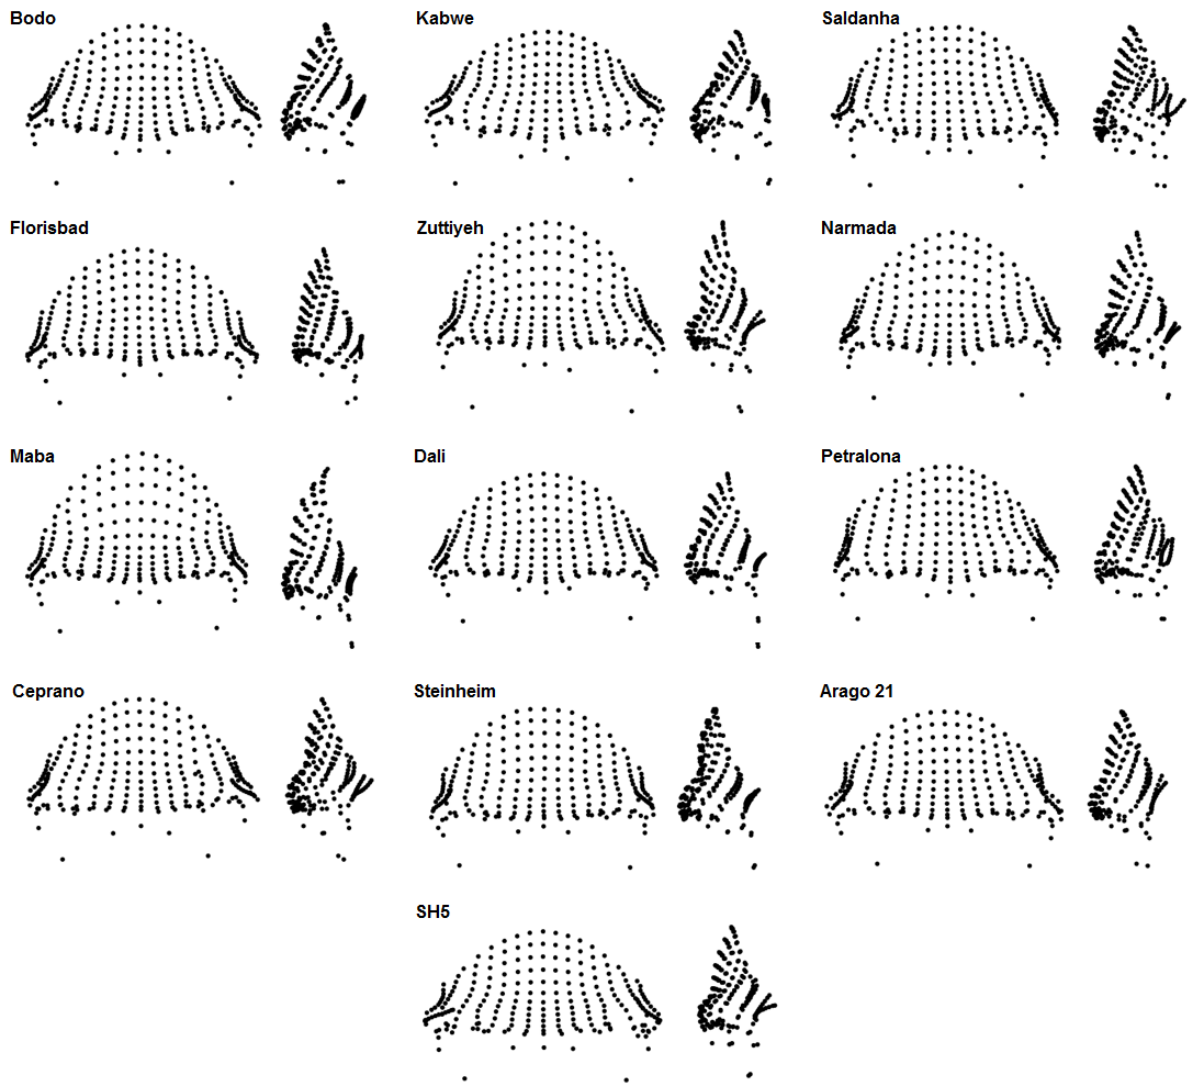 Bodo
Kabwe
Saldanha
Florisbad
Zuttiyeh
Narmada
Maba
Dali
Petralona
Ceprano
Steinheim
Arago 21
SH5